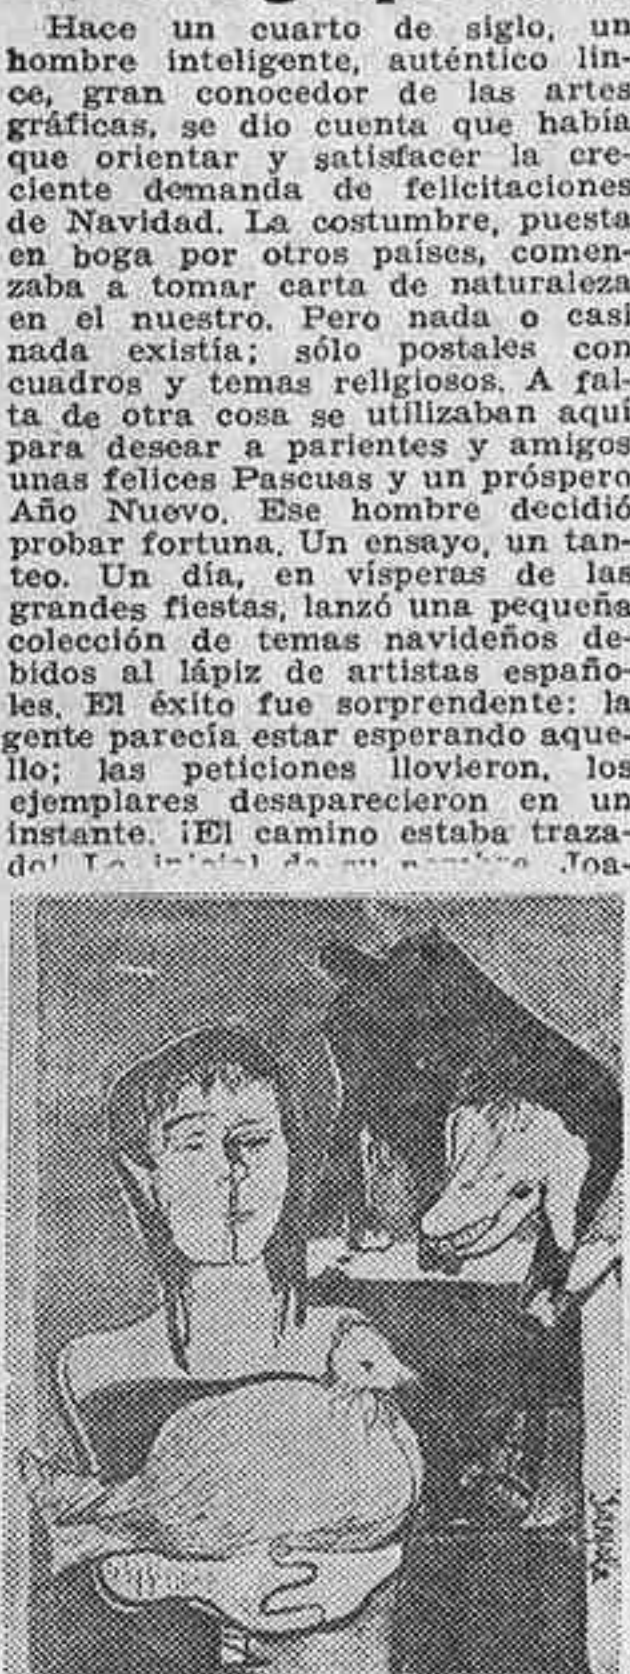 Hace un cuarto de siglo, un
hombre inteligente, auténtico lin-
ce, gran conocedor de las artes
gráficas, se dio cuenta que había
que orientar y satisfacer la cre-
ciente demanda de felicitaciones
de Navidad. La costumbre, puesta
en boga por otros países, comen-
zaba a tomar carta de naturaleza
en el nuestro. Pero nada o casi
nada existía; sólo postales con
cuadros y temas religiosos. A fal-
ta de otra cosa se utilizaban aquí
para desear a parientes y amigos
unas felices Pascuas y un próspero
Año Nuevo. Ese hombre decidió
probar fortuna. Un ensayo, un tan-
teo. Un día, en vísperas de las
grandes fiestas, lanzó una pequeña
colección de temas navideños de-
bidos al lápiz de artistas españo-
les. El éxito fue sorprendente: la
gente parecía estar esperando aque-
llo; las peticiones llovieron, los
ejemplares desaparecieron en un
instante. ¡El camino estaba traza-
do! La inicial de su nombre, Joa-